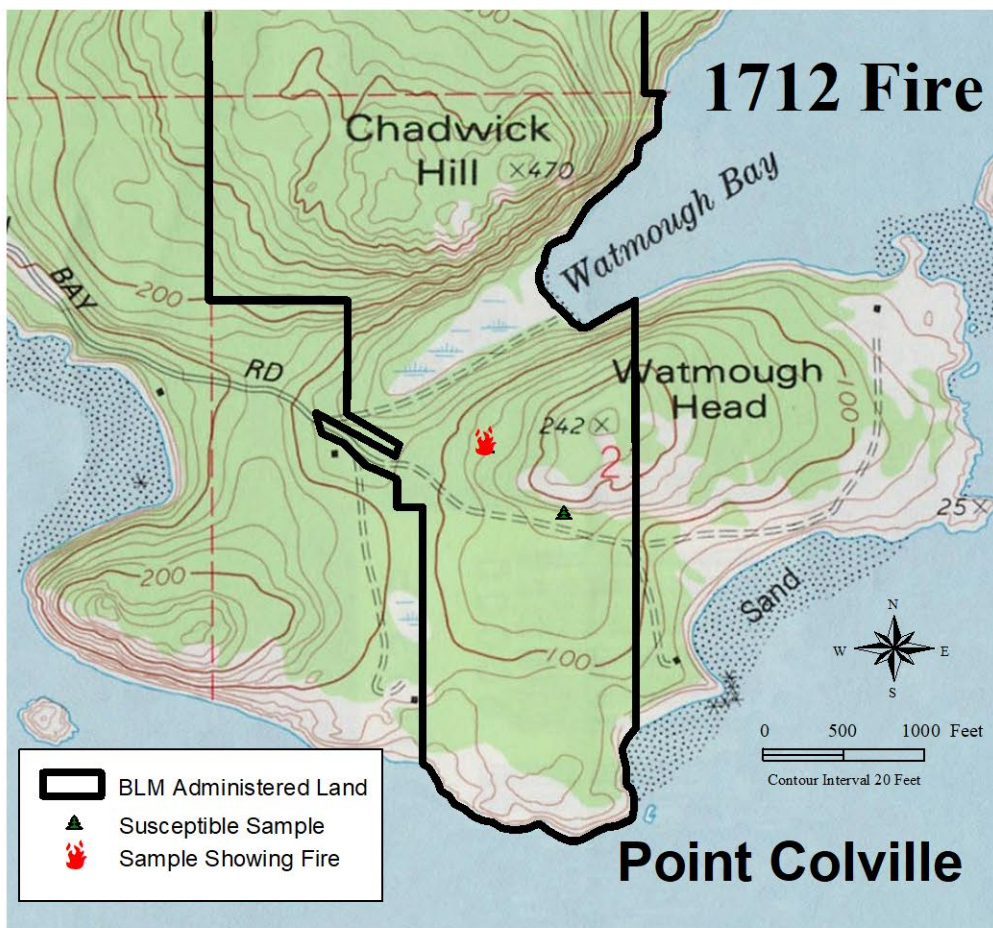 1712 Fire
Chadwick
Hill
×470
Watmough Bay
BAY
RD
200
Watmough
Head
242×
2
100
25×
200
Sand
100
N
W
E
S
0 500 1000 Feet
Contour Interval 20 Feet
BLM Administered Land
Susceptible Sample
Sample Showing Fire
Point Colville